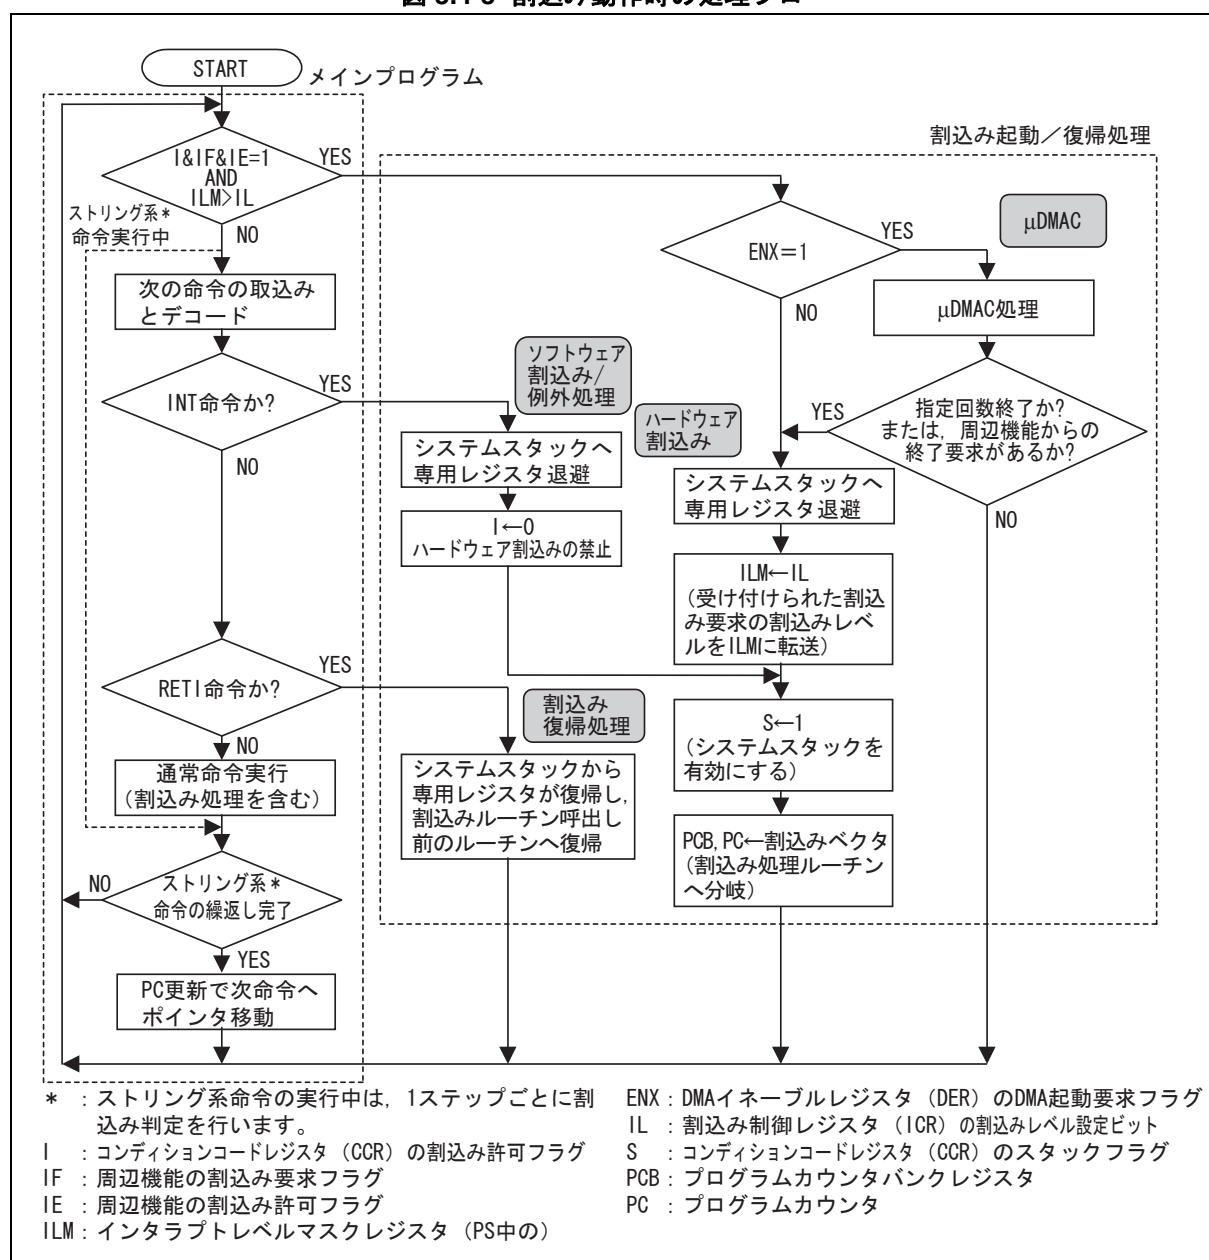 START
メインプログラム
割込み起動／復帰処理
I&IF&IE=1
AND
ILM>IL
YES
ストリング系*
命令実行中
NO
ENX=1
YES
μDMAC
NO
次の命令の取込み
とデコード
μDMAC処理
INT命令か?
YES
NO
ソフトウェア
割込み/
例外処理
ハードウェア
割込み
YES
指定回数終了か?
または，周辺機能からの
終了要求があるか?
NO
システムスタックへ
専用レジスタ退避
システムスタックへ
専用レジスタ退避
I←0
ハードウェア割込みの禁止
ILM←IL
(受け付けられた割込
み要求の割込みレベ
ルをILMに転送)
RETI命令か?
YES
NO
割込み
復帰処理
S←1
(システムスタックを
有効にする)
通常命令実行
(割込み処理を含む)
システムスタックから
専用レジスタが復帰し，
割込みルーチン呼出し
前のルーチンへ復帰
PCB,PC←割込みベクタ
(割込み処理ルーチン
へ分岐)
NO
ストリング系*
命令の繰返し完了
YES
PC更新で次命令へ
ポインタ移動
* ：ストリング系命令の実行中は，1ステップごとに割
込み判定を行います。
I ：コンディションコードレジスタ（CCR）の割込み許可フラグ
IF ：周辺機能の割込み要求フラグ
IE ：周辺機能の割込み許可フラグ
ILM：インタラプトレベルマスクレジスタ（PS中の）
ENX：DMAイネーブルレジスタ（DER）のDMA起動要求フラグ
IL ：割込み制御レジスタ（ICR）の割込みレベル設定ビット
S ：コンディションコードレジスタ（CCR）のスタックフラグ
PCB：プログラムカウンタバンクレジスタ
PC ：プログラムカウンタ